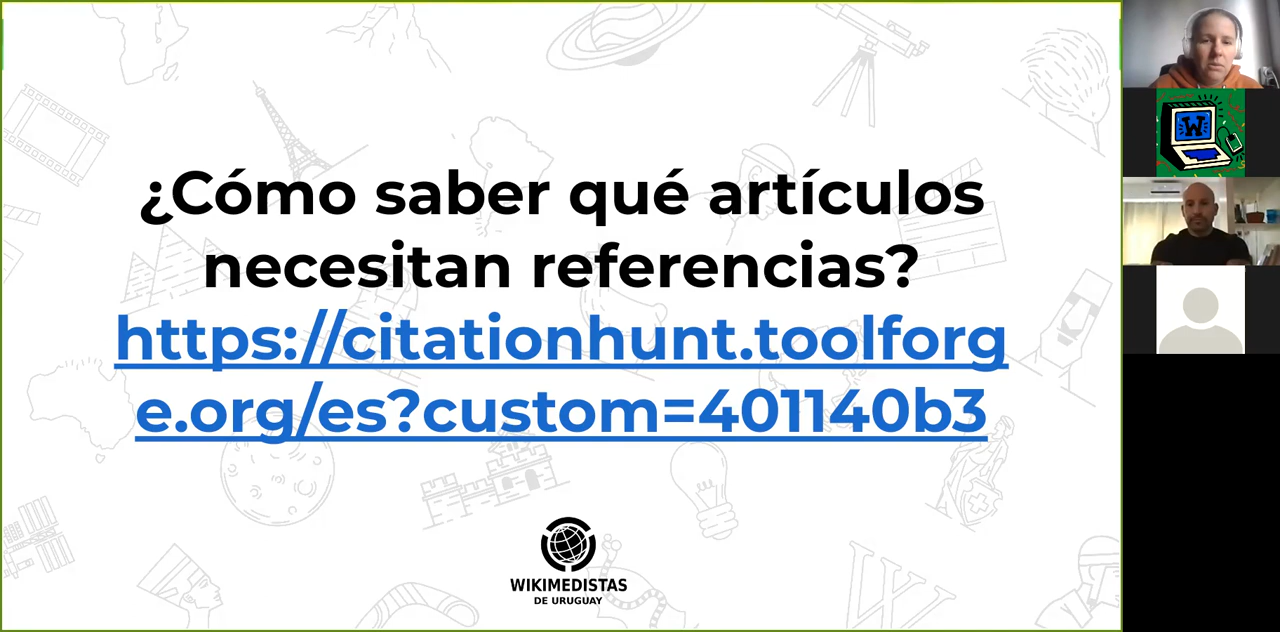 ¿Cómo saber qué artículos
necesitan referencias?
https://citationhunt.toolforg
e.org/es?custom=401140b3
WIKIMEDISTAS
DE URUGUAY
W